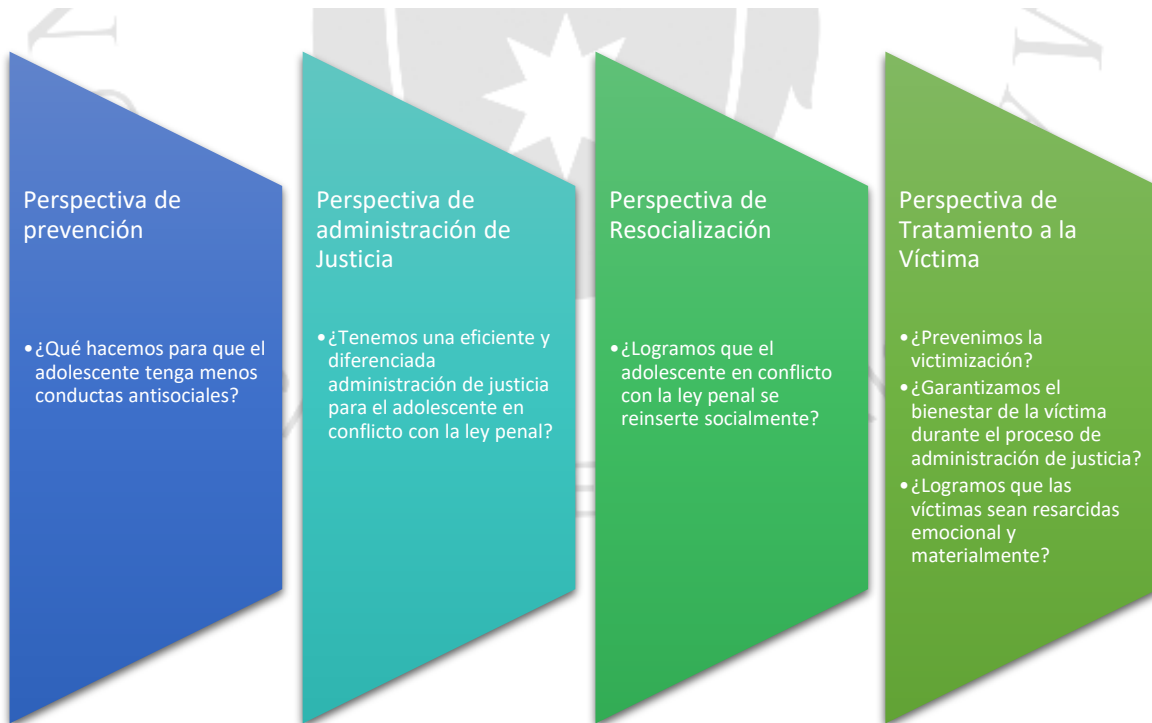 Perspectiva de
prevención
•¿Qué hacemos para que el
adolescente tenga menos
conductas antisociales?
Perspectiva de
administración de
Justicia
•¿Tenemos una eficiente y
diferenciada
administración de justicia
para el adolescente en
conflicto con la ley penal?
Perspectiva de
Resocialización
•¿Logramos que el
adolescente en conflicto
con la ley penal se
reinserte socialmente?
Perspectiva de
Tratamiento a la
Víctima
•¿Prevenimos la
victimización?
•¿Garantizamos el
bienestar de la víctima
durante el proceso de
administración de justicia?
•¿Logramos que las
víctimas sean resarcidas
emocional y
materialmente?